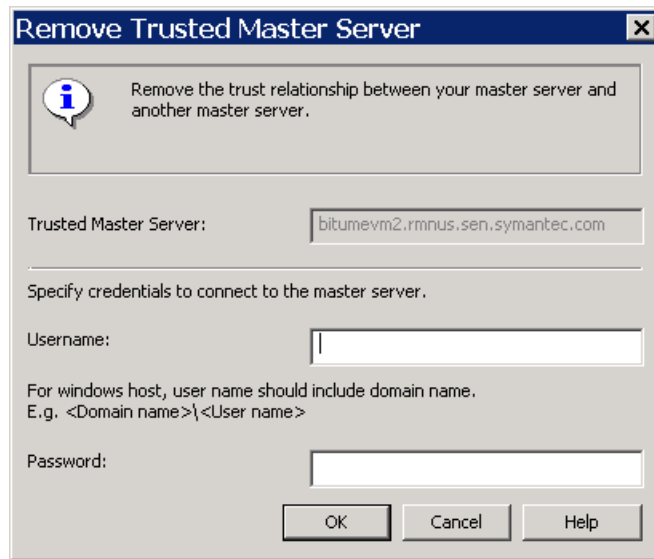 Remove Trusted Master Server
Remove the trust relationship between your master server and
another master server.
Trusted Master Server:
bitumevm2.rmnus.sen.symantec.com
Specify credentials to connect to the master server.
Username:
For windows host, user name should include domain name.
E.g. <Domain name>\<User name>
Password:
OK
Cancel
Help